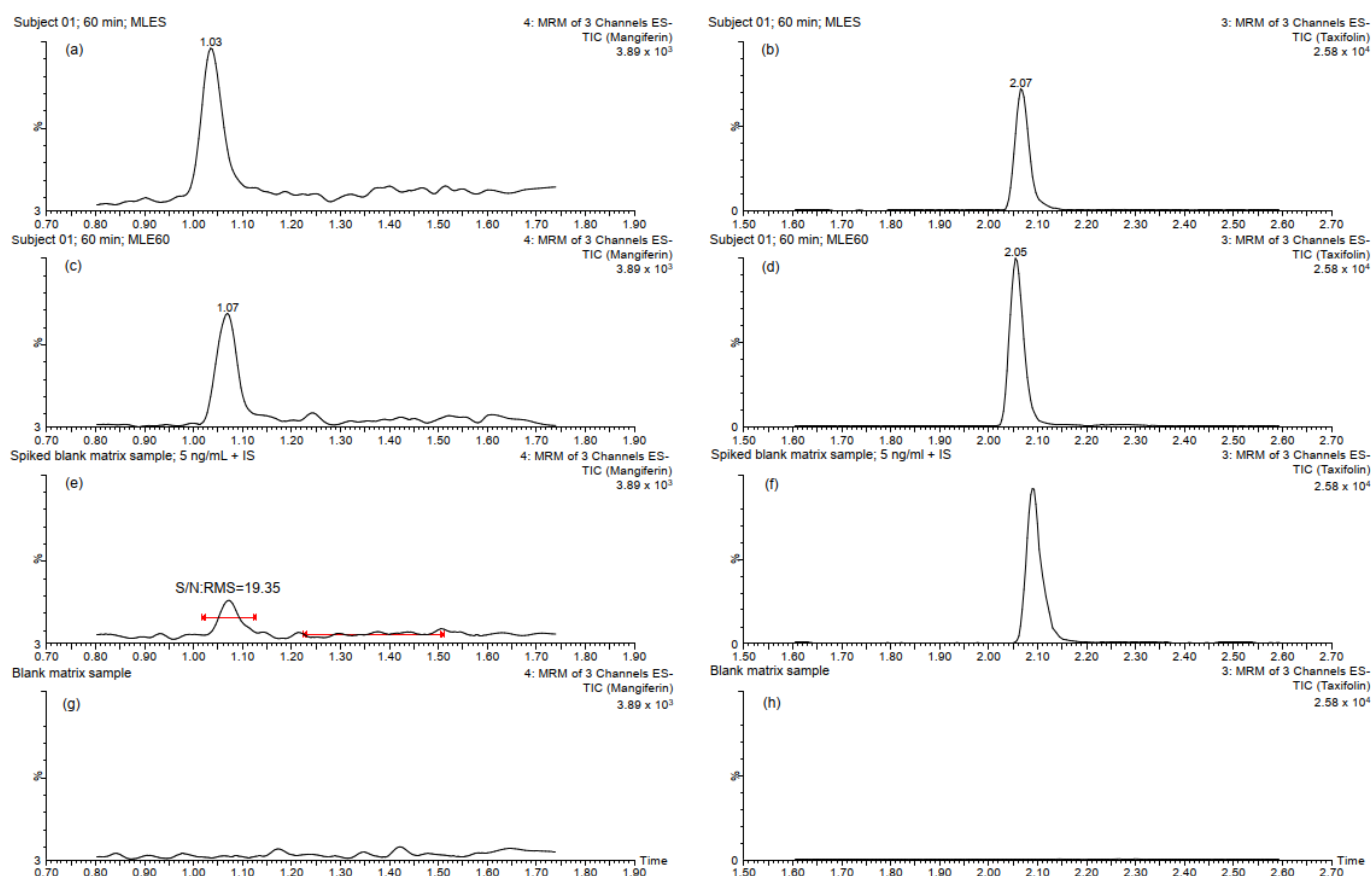 Subject 01; 60 min; MLES
4: MRM of 3 Channels ES-
TIC (Mangiferin)
3.89 x 10³
(a)
1.03
%
3
0.70 0.80 0.90 1.00 1.10 1.20 1.30 1.40 1.50 1.60 1.70 1.80 1.90
Subject 01; 60 min; MLES
3: MRM of 3 Channels ES-
TIC (Taxifolin)
2.58 x 10⁴
(b)
2.07
%
0
1.50 1.60 1.70 1.80 1.90 2.00 2.10 2.20 2.30 2.40 2.50 2.60 2.70
Subject 01; 60 min; MLE60
4: MRM of 3 Channels ES-
TIC (Mangiferin)
3.89 x 10³
(c)
1.07
%
3
0.70 0.80 0.90 1.00 1.10 1.20 1.30 1.40 1.50 1.60 1.70 1.80 1.90
Subject 01; 60 min; MLE60
3: MRM of 3 Channels ES-
TIC (Taxifolin)
2.58 x 10⁴
(d)
2.05
%
0
1.50 1.60 1.70 1.80 1.90 2.00 2.10 2.20 2.30 2.40 2.50 2.60 2.70
Spiked blank matrix sample; 5 ng/mL + IS
4: MRM of 3 Channels ES-
TIC (Mangiferin)
3.89 x 10³
(e)
S/N:RMS=19.35
%
3
0.70 0.80 0.90 1.00 1.10 1.20 1.30 1.40 1.50 1.60 1.70 1.80 1.90
Spiked blank matrix sample; 5 ng/ml + IS
3: MRM of 3 Channels ES-
TIC (Taxifolin)
2.58 x 10⁴
(f)
%
0
1.50 1.60 1.70 1.80 1.90 2.00 2.10 2.20 2.30 2.40 2.50 2.60 2.70
Blank matrix sample
4: MRM of 3 Channels ES-
TIC (Mangiferin)
3.89 x 10³
(g)
%
3
Time
0.70 0.80 0.90 1.00 1.10 1.20 1.30 1.40 1.50 1.60 1.70 1.80 1.90
Blank matrix sample
3: MRM of 3 Channels ES-
TIC (Taxifolin)
2.58 x 10⁴
(h)
%
0
Time
1.50 1.60 1.70 1.80 1.90 2.00 2.10 2.20 2.30 2.40 2.50 2.60 2.70